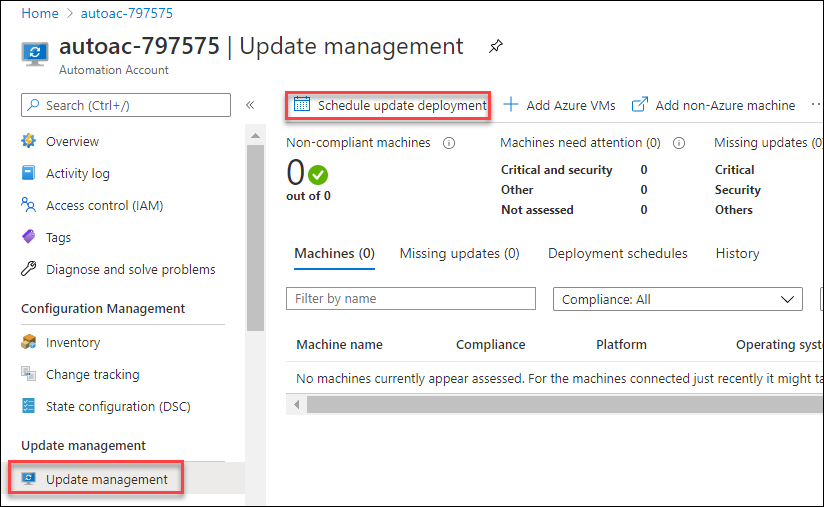 Home > autoac-797575
autoac-797575 | Update management
Automation Account
Search (Ctrl+/)
«
Overview
Activity log
Access control (IAM)
Tags
Diagnose and solve problems
Configuration Management
Inventory
Change tracking
State configuration (DSC)
Update management
Update management
Schedule update deployment
Add Azure VMs
Add non-Azure machine
Non-compliant machines
0
out of 0
Machines need attention (0)
Critical and security 0
Other 0
Not assessed 0
Missing updates (0)
Critical
Security
Others
Machines (0) Missing updates (0) Deployment schedules History
Filter by name
Compliance: All
Machine name Compliance Platform Operating syste
No machines currently appear assessed. For the machines connected just recently it might ta